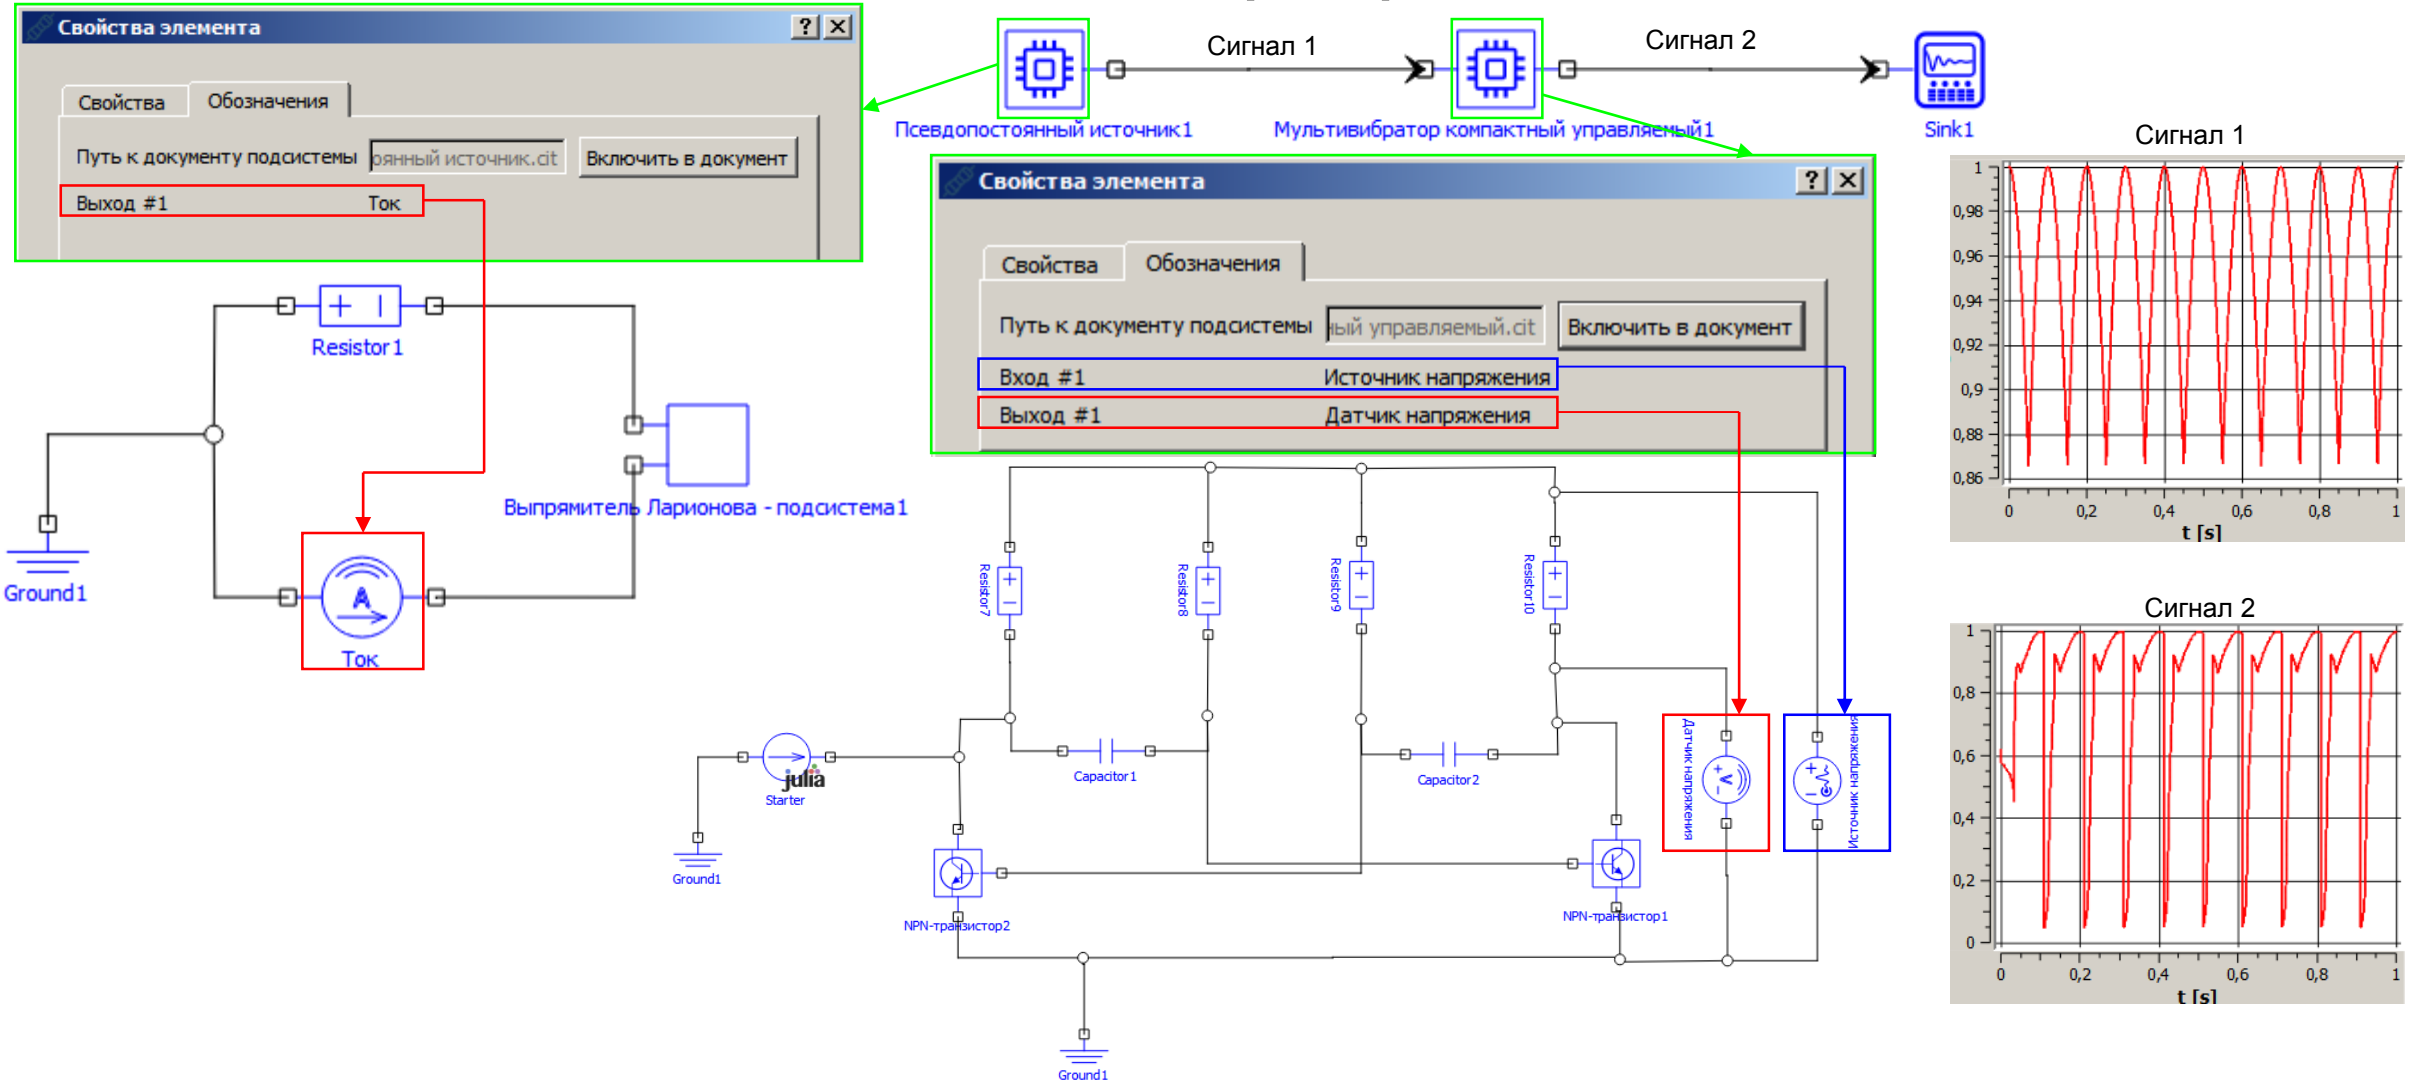 Свойства элемента
Свойства
Обозначения
Путь к документу подсистемы
оянный источник.cit
Включить в документ
Выход #1
Ток
Сигнал 1
Сигнал 2
Псевдопостоянный источник1
Мультивибратор компактный управляемый1
Sink1
Свойства элемента
Свойства
Обозначения
Путь к документу подсистемы
ный управляемый.cit
Включить в документ
Вход #1
Источник напряжения
Выход #1
Датчик напряжения
Resistor1
Выпрямитель Ларионова - подсистема1
Ground1
A
Ток
Resistor7
Resistor8
Resistor9
Resistor10
Capacitor1
Capacitor2
julia
Starter
Ground1
NPN-транзистор2
NPN-транзистор1
Датчик напряжения
V
Источник напряжения
Ground1
Сигнал 1
1
0,98
0,96
0,94
0,92
0,9
0,88
0,86
0 0,2 0,4 0,6 0,8 1
t [s]
Сигнал 2
1
0,8
0,6
0,4
0,2
0
0 0,2 0,4 0,6 0,8 1
t [s]